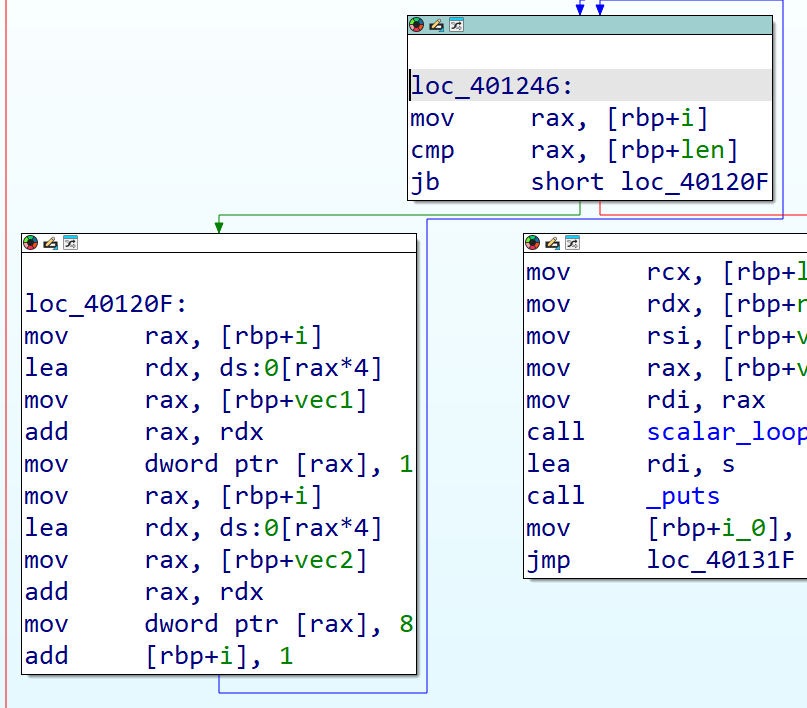 loc_401246:
mov rax, [rbp+i]
cmp rax, [rbp+len]
jb short loc_40120F
loc_40120F:
mov rax, [rbp+i]
lea rdx, ds:0[rax*4]
mov rax, [rbp+vec1]
add rax, rdx
mov dword ptr [rax], 1
mov rax, [rbp+i]
lea rdx, ds:0[rax*4]
mov rax, [rbp+vec2]
add rax, rdx
mov dword ptr [rax], 8
add [rbp+i], 1
mov rcx, [rbp+l
mov rdx, [rbp+r
mov rsi, [rbp+v
mov rax, [rbp+v
mov rdi, rax
call scalar_loop
lea rdi, s
call _puts
mov [rbp+i_0],
jmp loc_40131F